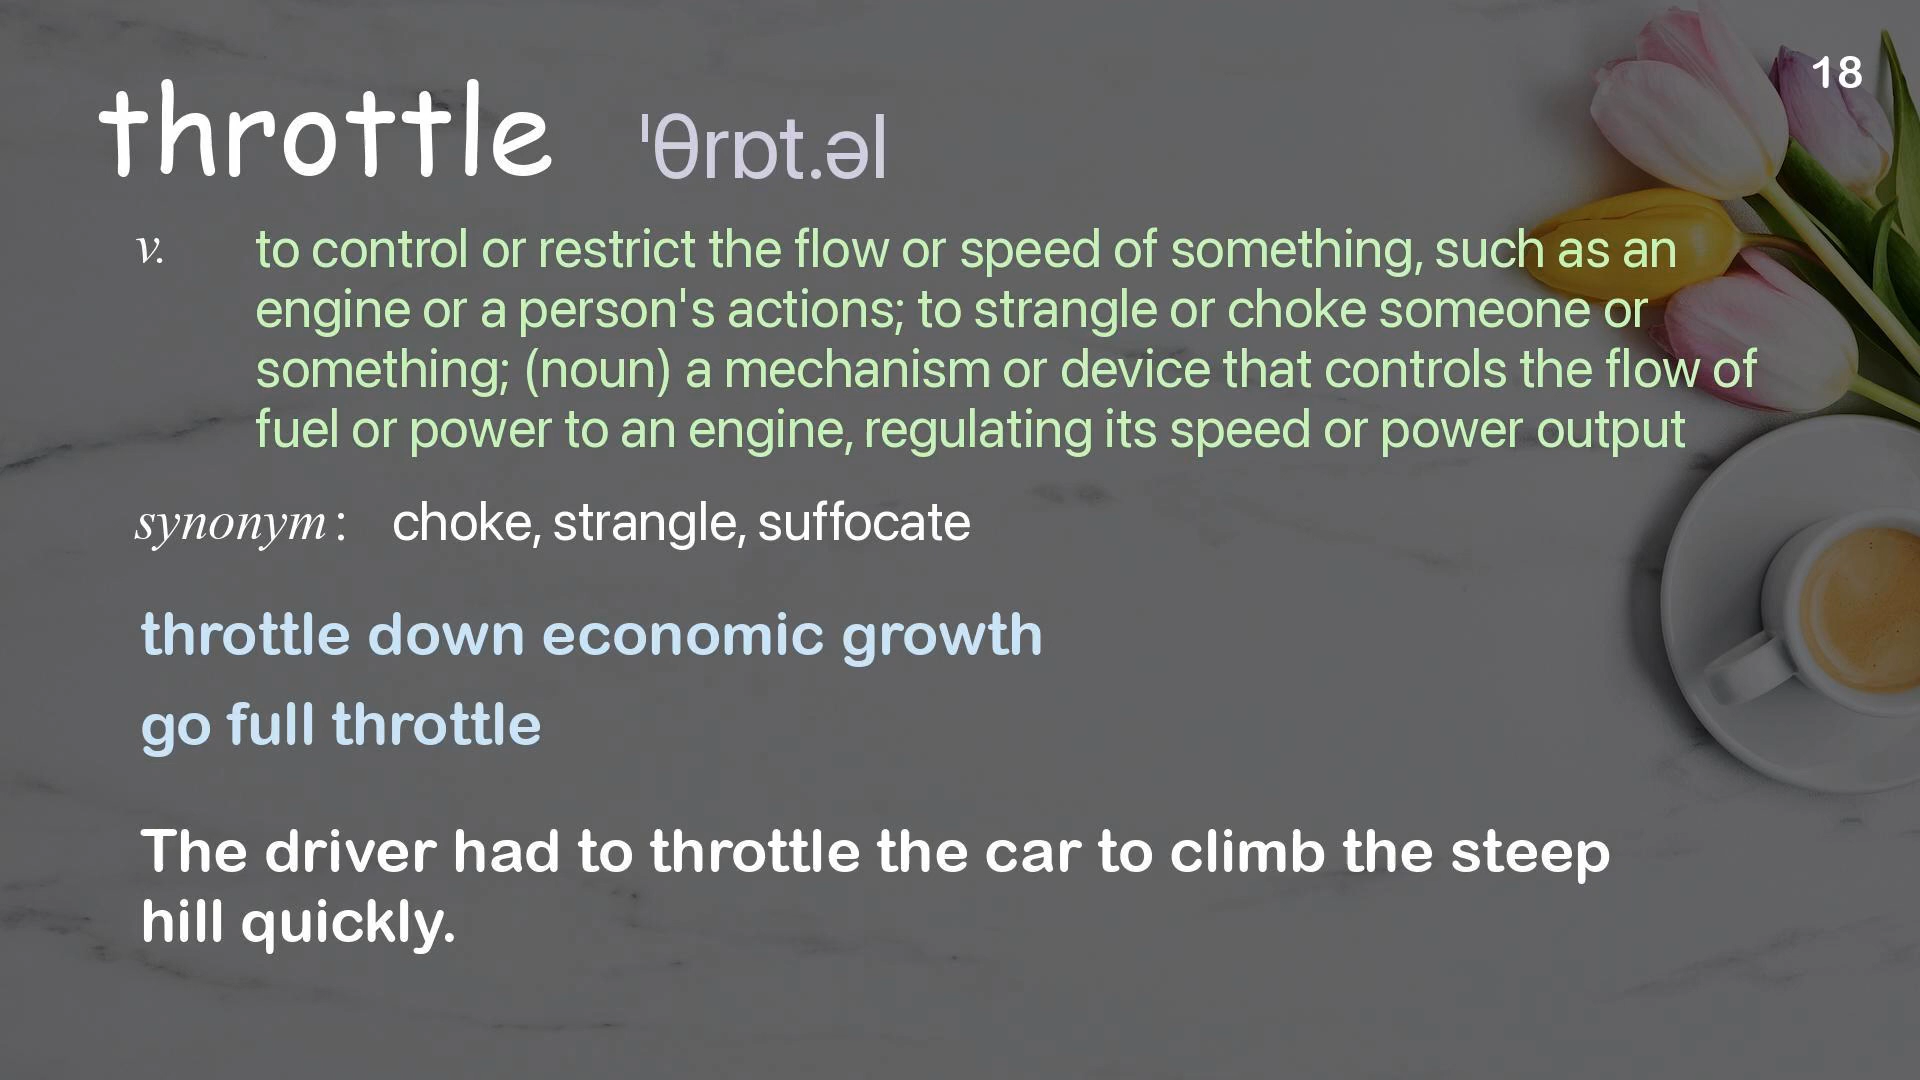 18
throttle ˈθrɒt.əl
v. to control or restrict the flow or speed of something, such as an
engine or a person's actions; to strangle or choke someone or
something; (noun) a mechanism or device that controls the flow of
fuel or power to an engine, regulating its speed or power output
synonym: choke, strangle, suffocate
throttle down economic growth
go full throttle
The driver had to throttle the car to climb the steep
hill quickly.